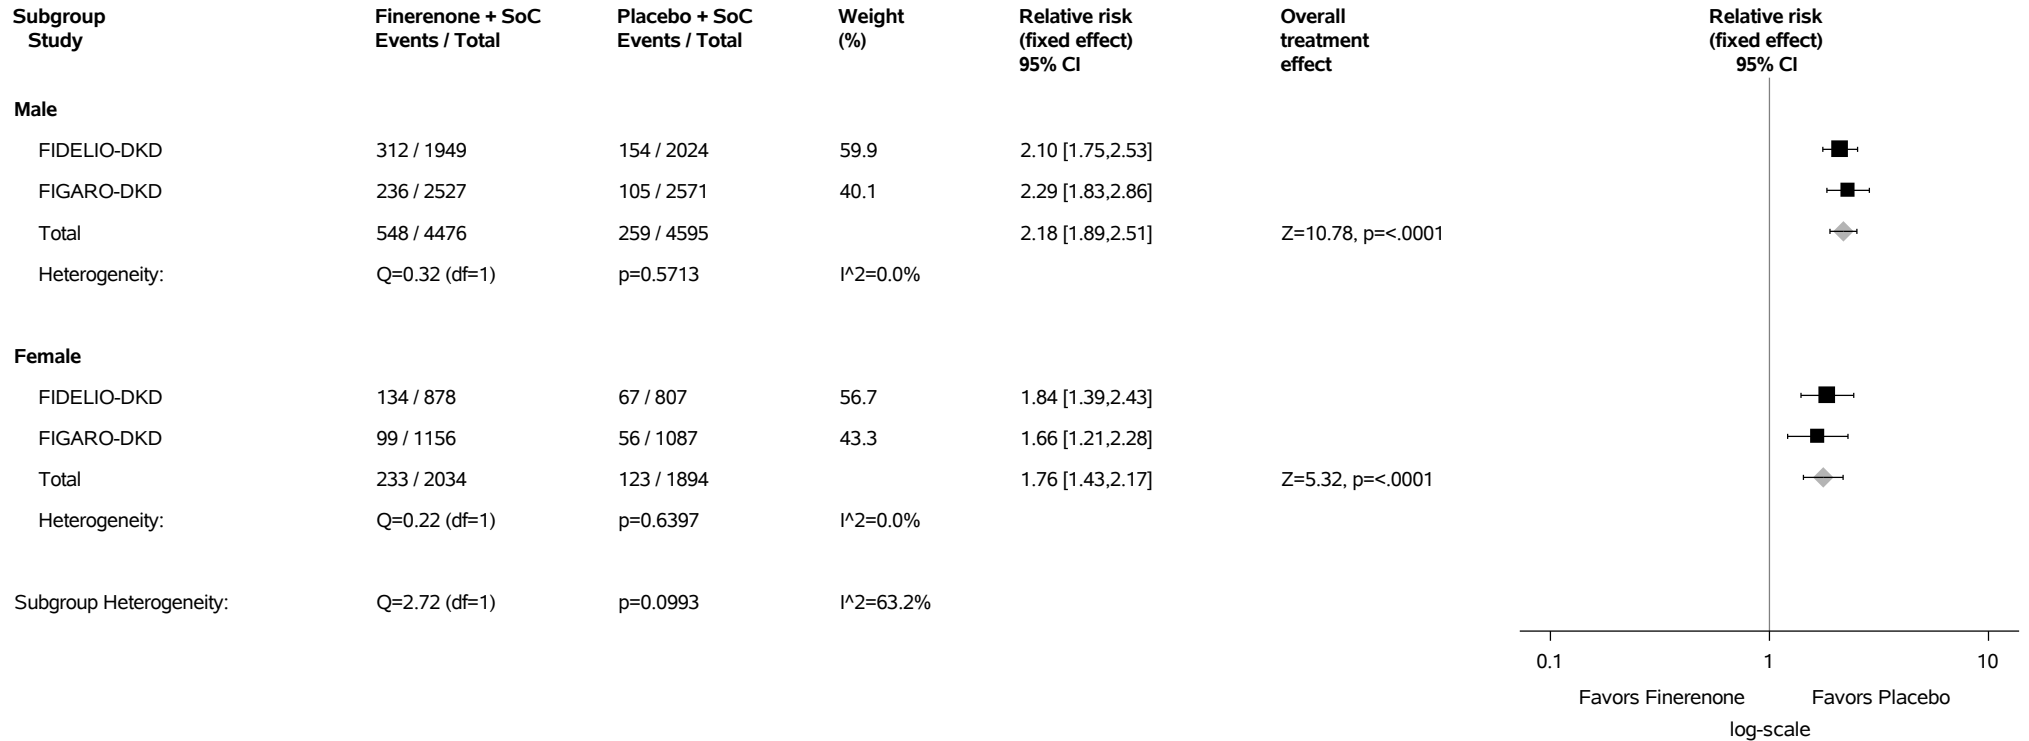 Subgroup Finerenone + SoC Placebo + SoC Weight Relative risk Overall Relative risk
Study Events / Total Events / Total (%) (fixed effect) treatment (fixed effect)
95% CI effect 95% CI
Male
FIDELIO-DKD 312 / 1949 154 / 2024 59.9 2.10 [1.75,2.53]
FIGARO-DKD 236 / 2527 105 / 2571 40.1 2.29 [1.83,2.86]
Total 548 / 4476 259 / 4595 2.18 [1.89,2.51] Z=10.78, p=<.0001
Heterogeneity: Q=0.32 (df=1) p=0.5713 I^2=0.0%
Female
FIDELIO-DKD 134 / 878 67 / 807 56.7 1.84 [1.39,2.43]
FIGARO-DKD 99 / 1156 56 / 1087 43.3 1.66 [1.21,2.28]
Total 233 / 2034 123 / 1894 1.76 [1.43,2.17] Z=5.32, p=<.0001
Heterogeneity: Q=0.22 (df=1) p=0.6397 I^2=0.0%
Subgroup Heterogeneity: Q=2.72 (df=1) p=0.0993 I^2=63.2%
0.1 1 10
Favors Finerenone Favors Placebo
log-scale